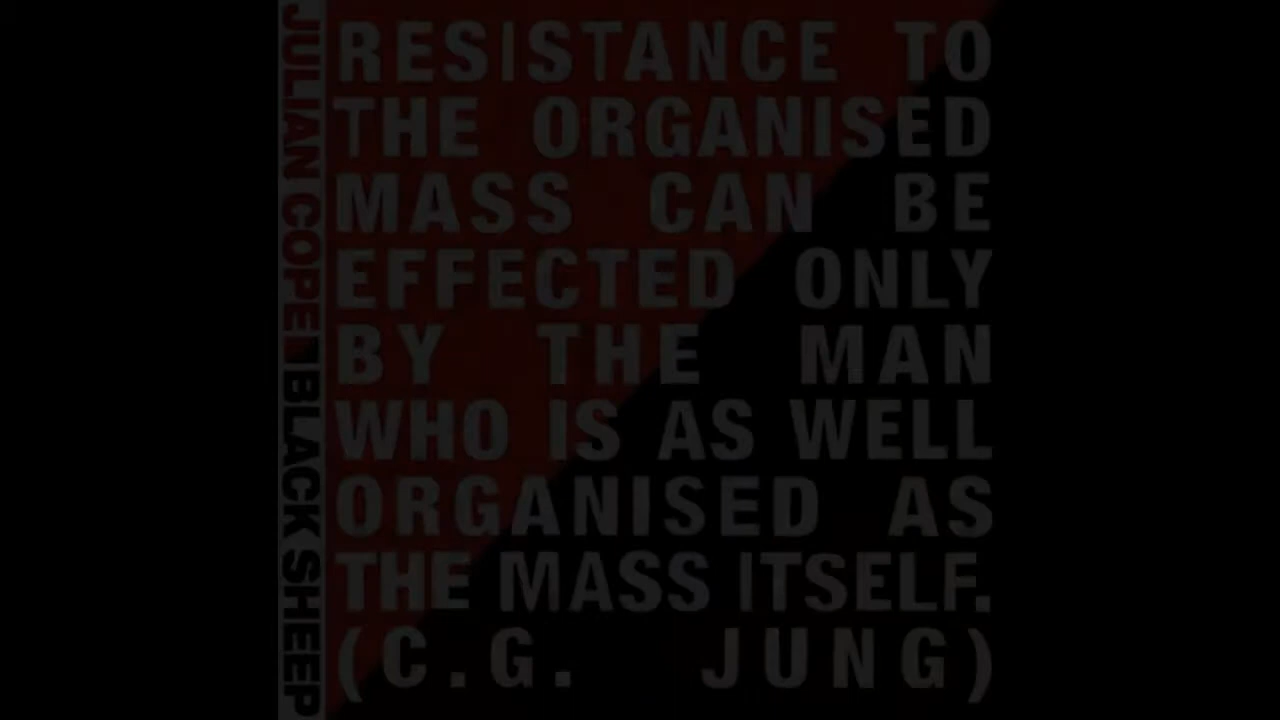 JULIAN COPE BLACK SHEEP
RESISTANCE TO
THE ORGANISED
MASS CAN BE
EFFECTED ONLY
BY THE MAN
WHO IS AS WELL
ORGANISED AS
THE MASS ITSELF.
(C.G. JUNG)